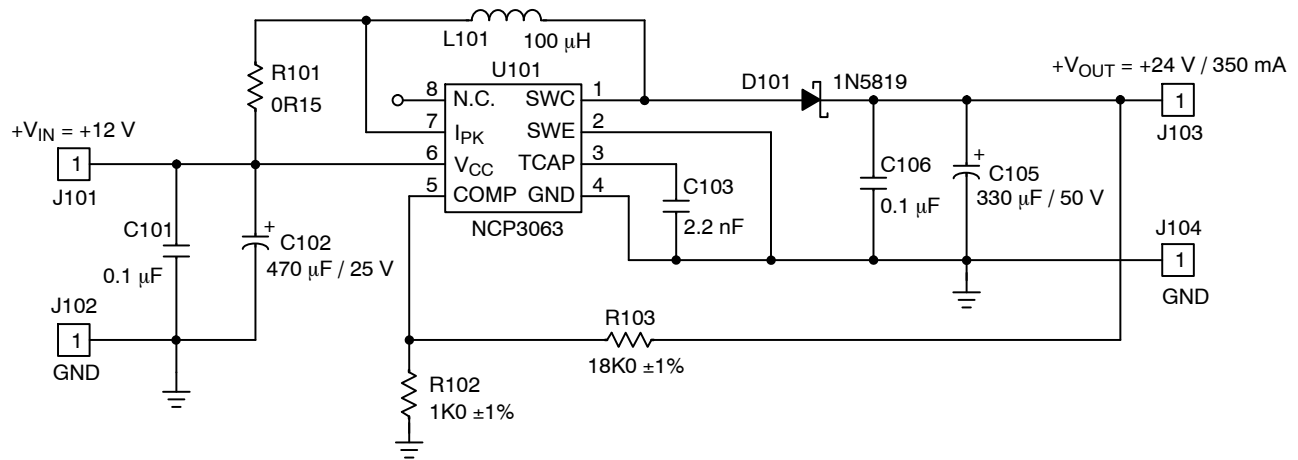 L101 100 μH
R101
0R15
U101
8 N.C. SWC 1
7 IPK SWE 2
6 VCC TCAP 3
5 COMP GND 4
NCP3063
D101 1N5819
+VOUT = +24 V / 350 mA
1
J103
+VIN = +12 V
1
J101
C101
0.1 μF
+
C102
470 μF / 25 V
C103
2.2 nF
C106
0.1 μF
+
C105
330 μF / 50 V
J104
1
GND
J102
1
GND
R103
18K0 ±1%
R102
1K0 ±1%